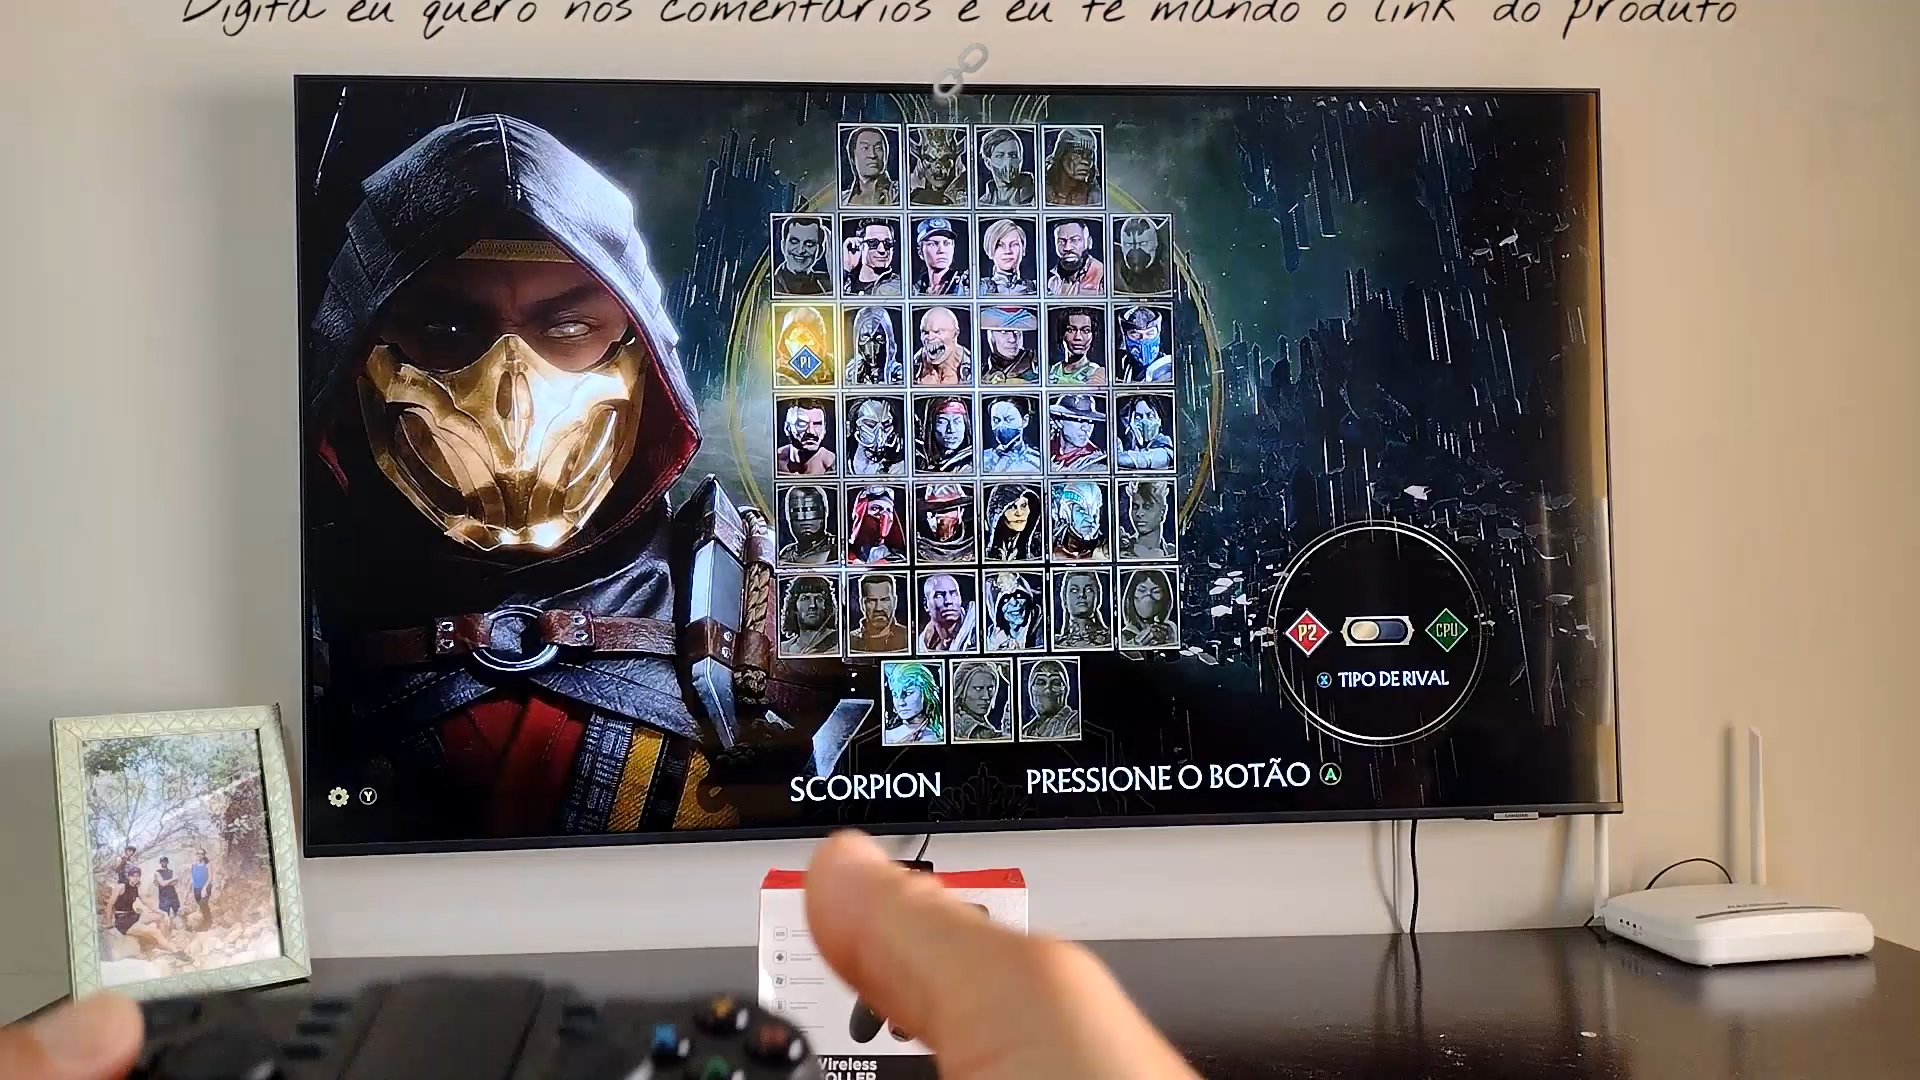 Digita eu quero nos comentários e eu te mando o link do produto
P1
P2
CPU
X TIPO DE RIVAL
SCORPION
PRESSIONE O BOTÃO A
Y
Wireless